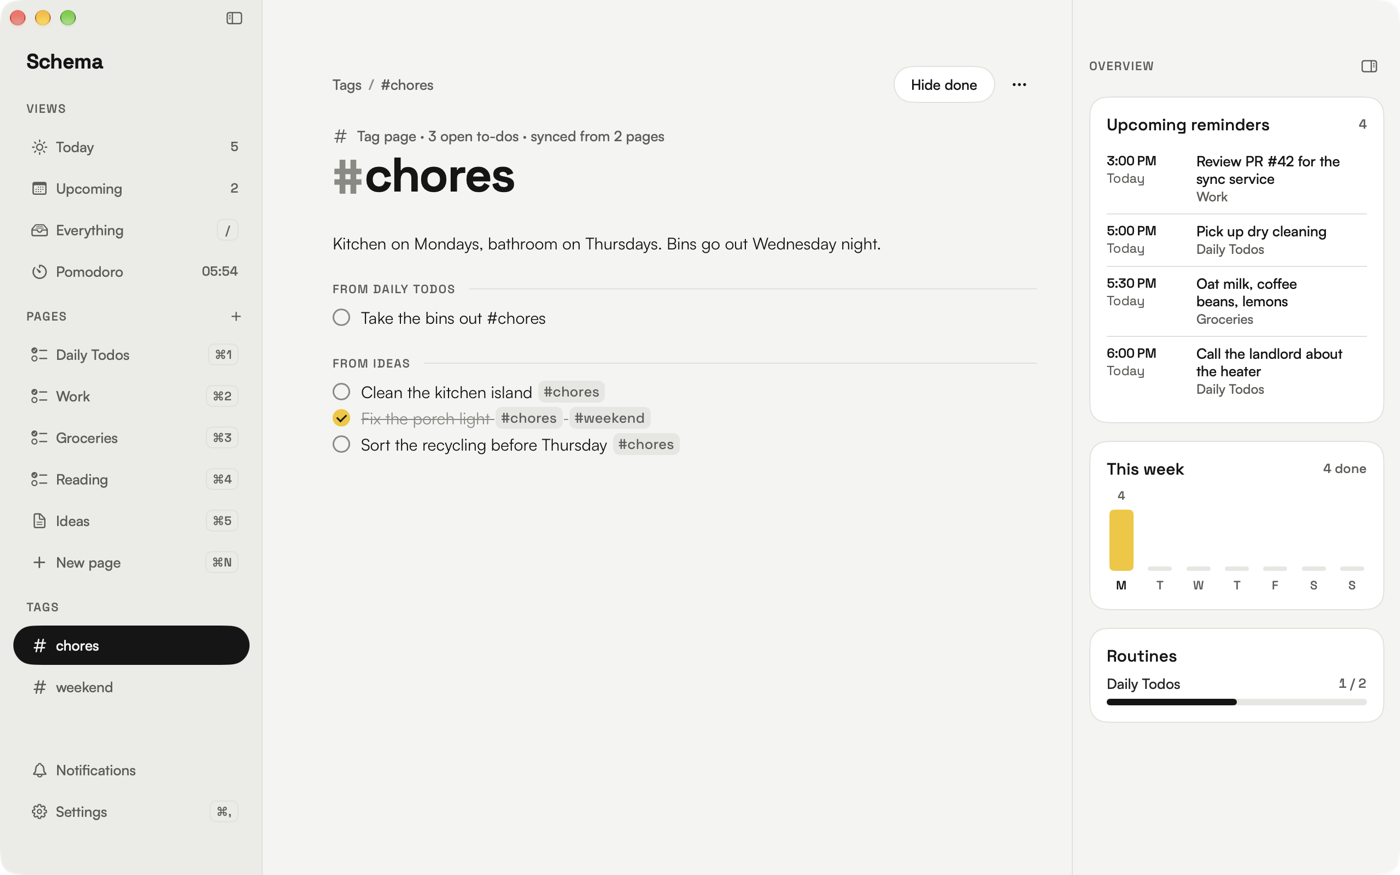 Schema
VIEWS
Today 5
Upcoming 2
Everything /
Pomodoro 05:54
PAGES +
Daily Todos ⌘1
Work ⌘2
Groceries ⌘3
Reading ⌘4
Ideas ⌘5
+ New page ⌘N
TAGS
# chores
# weekend
Notifications
Settings ⌘,
Tags / #chores
Hide done ...
# Tag page · 3 open to-dos · synced from 2 pages
#chores
Kitchen on Mondays, bathroom on Thursdays. Bins go out Wednesday night.
FROM DAILY TODOS
Take the bins out #chores
FROM IDEAS
Clean the kitchen island #chores
Fix the porch light #chores #weekend
Sort the recycling before Thursday #chores
OVERVIEW
Upcoming reminders 4
3:00 PM Review PR #42 for the
Today sync service
Work
5:00 PM Pick up dry cleaning
Today Daily Todos
5:30 PM Oat milk, coffee
Today beans, lemons
Groceries
6:00 PM Call the landlord about
Today the heater
Daily Todos
This week 4 done
4
M T W T F S S
Routines
Daily Todos 1 / 2